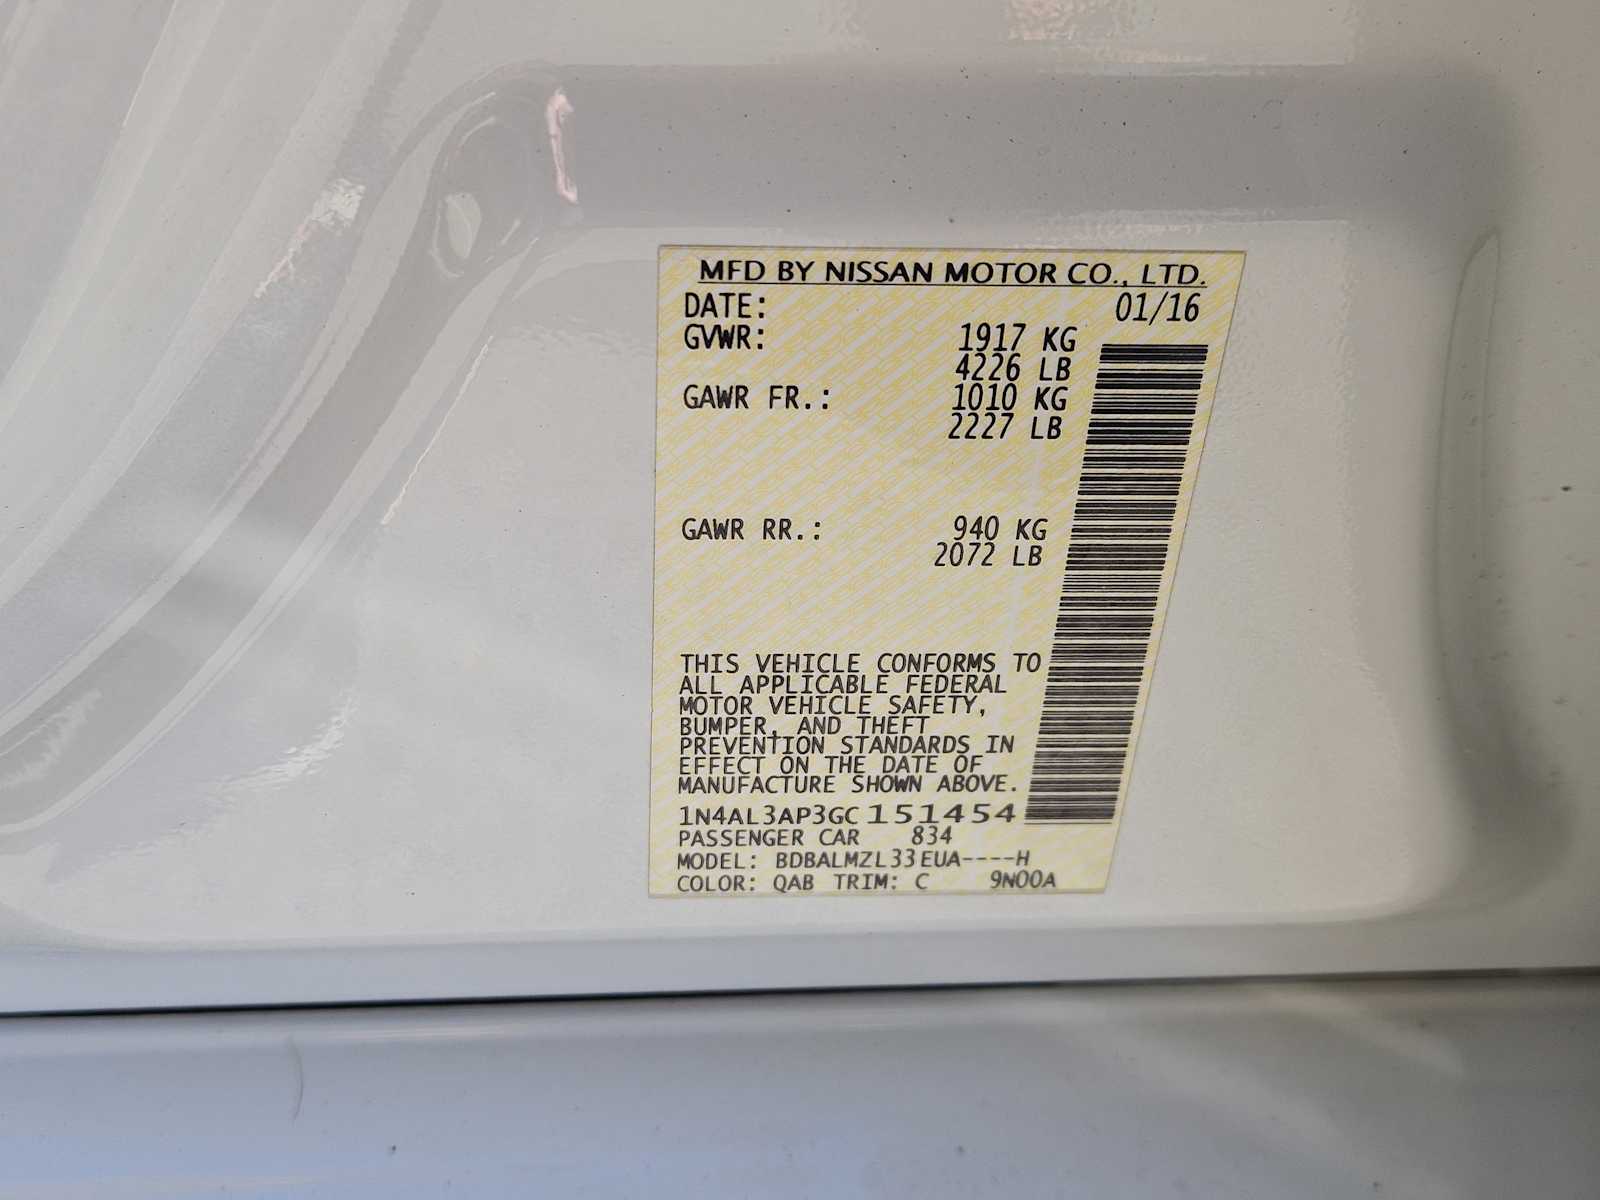 MFD BY NISSAN MOTOR CO., LTD.
DATE: 01/16
GVWR: 1917 KG
4226 LB
GAWR FR.: 1010 KG
2227 LB
GAWR RR.: 940 KG
2072 LB
THIS VEHICLE CONFORMS TO
ALL APPLICABLE FEDERAL
MOTOR VEHICLE SAFETY,
BUMPER, AND THEFT
PREVENTION STANDARDS IN
EFFECT ON THE DATE OF
MANUFACTURE SHOWN ABOVE.
1N4AL3AP3GC151454
PASSENGER CAR 834
MODEL: BDBALMZL33EUA----H
COLOR: QAB TRIM: C 9N00A